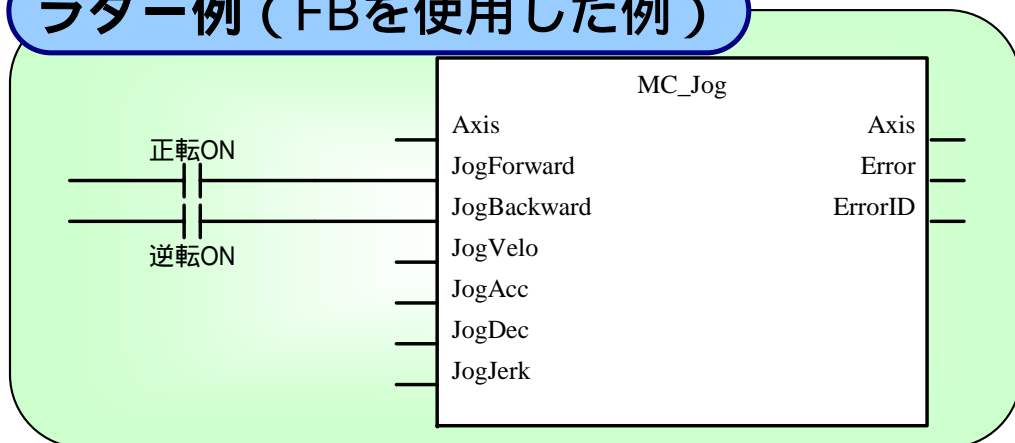 ラダー例（FBを使用した例）
MC_Jog
Axis Axis
正転ON
JogForward Error
JogBackward ErrorID
逆転ON
JogVelo
JogAcc
JogDec
JogJerk